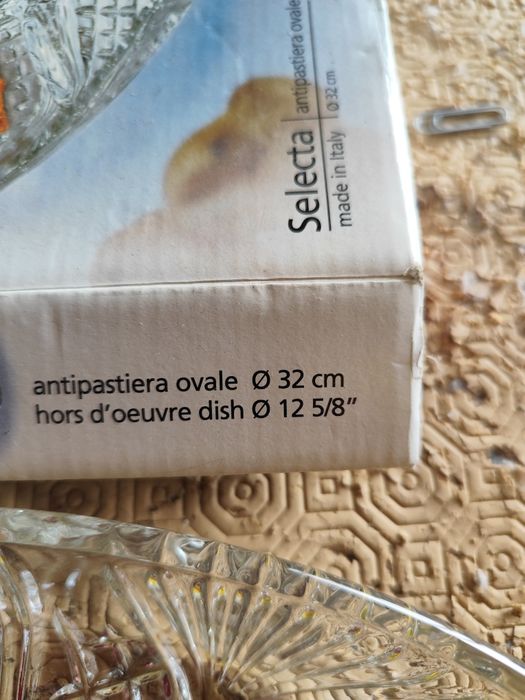 Selecta
antipastiera ovale
made in Italy
Ø 32 cm
antipastiera ovale Ø 32 cm
hors d'oeuvre dish Ø 12 5/8"